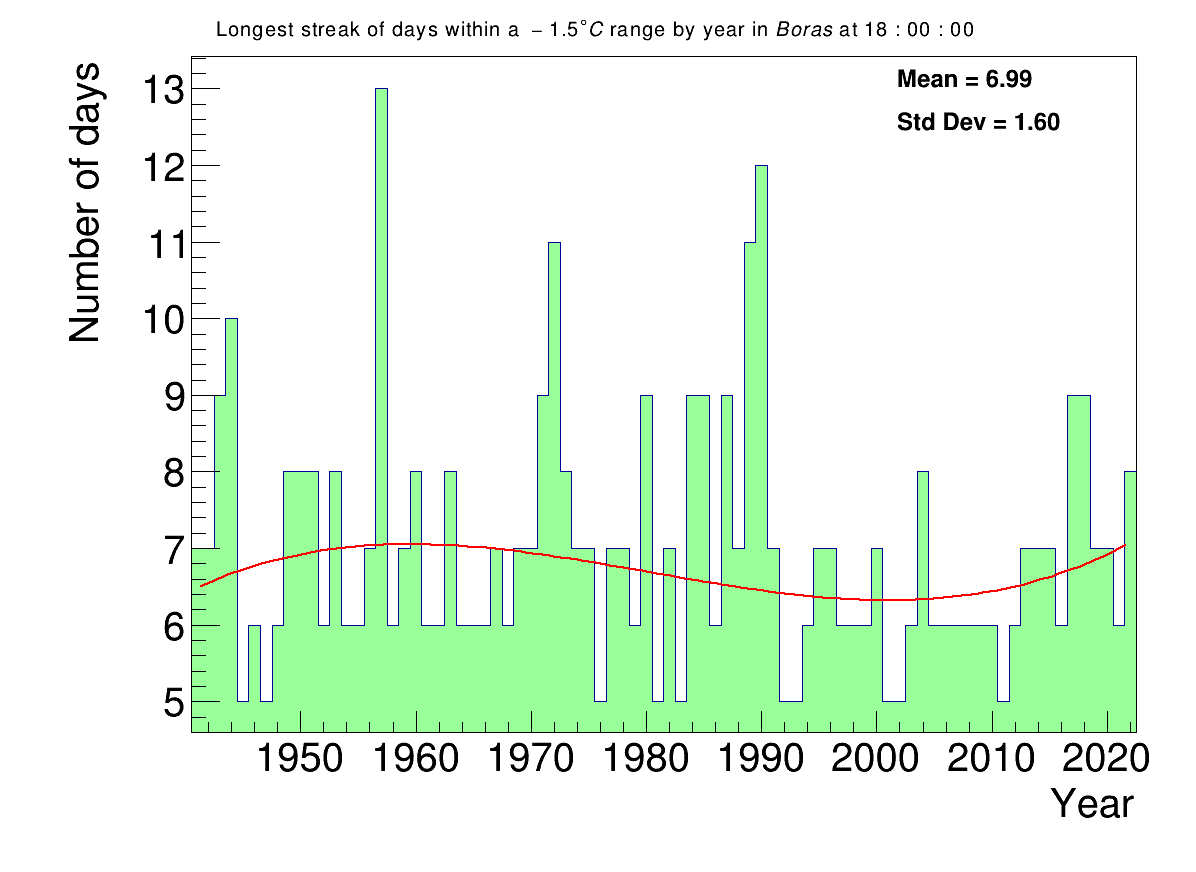 Longest streak of days within a − 1.5°C range by year in Boras at 18 : 00 : 00
Mean = 6.99
Std Dev = 1.60
Number of days
13
12
11
10
9
8
7
6
5
1950 1960 1970 1980 1990 2000 2010 2020
Year